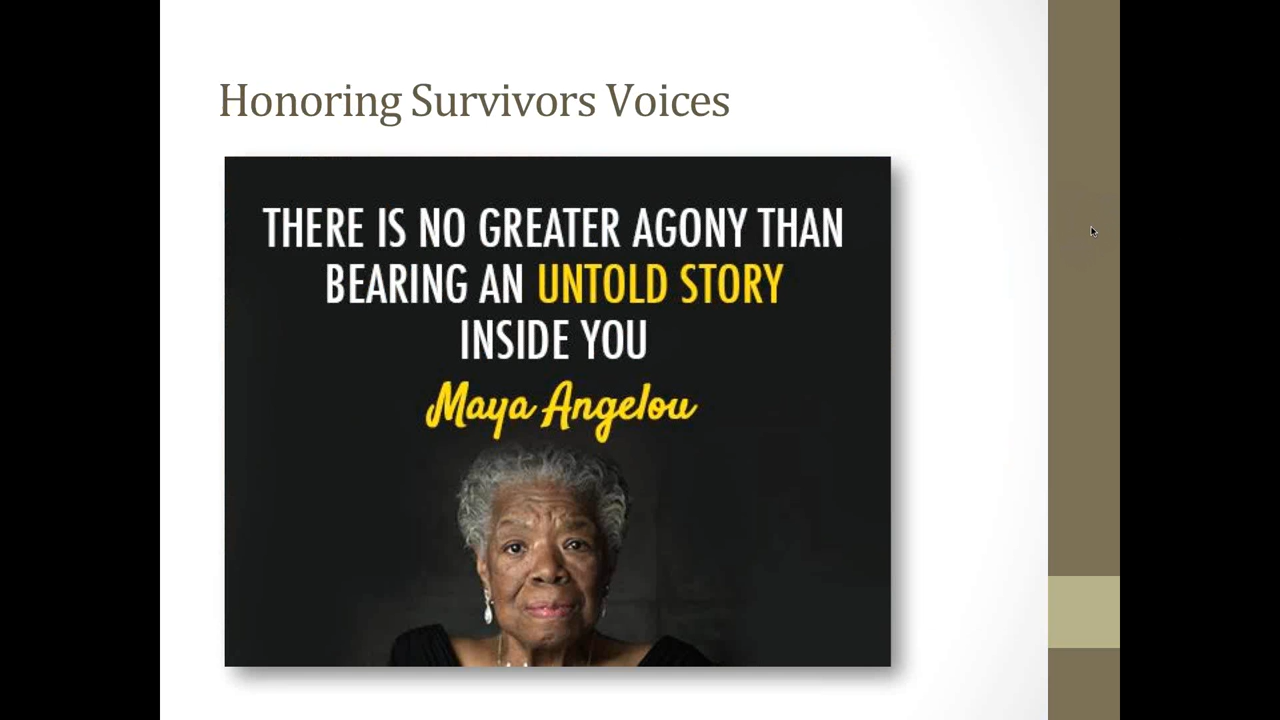 Honoring Survivors Voices
THERE IS NO GREATER AGONY THAN
BEARING AN UNTOLD STORY
INSIDE YOU
Maya Angelou